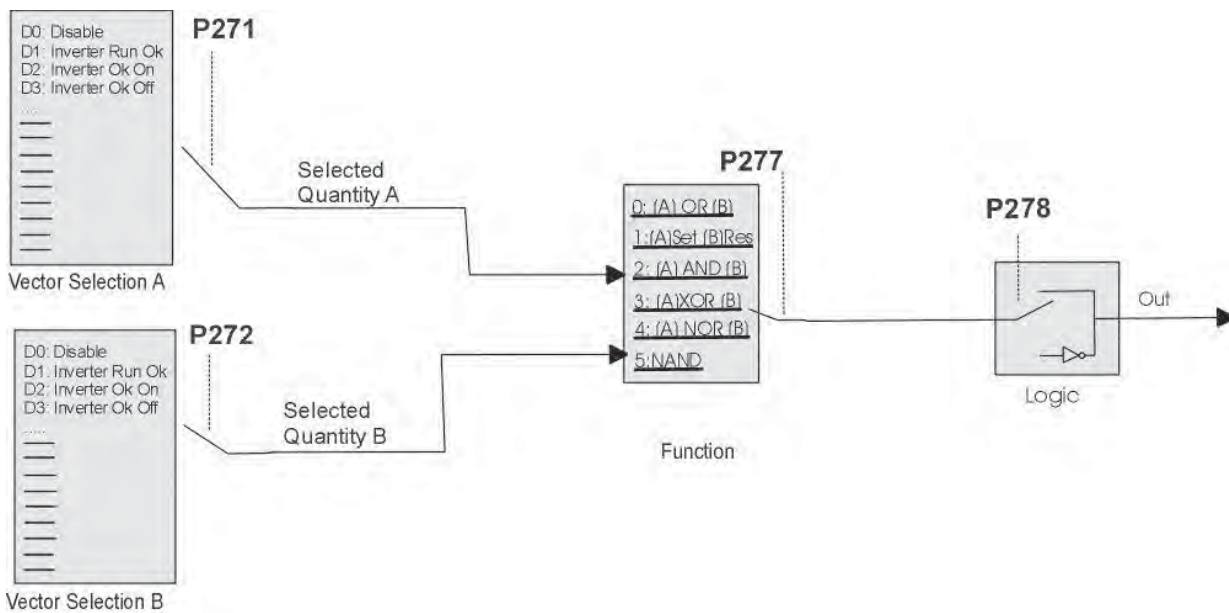 D0: Disable
D1: Inverter Run Ok
D2: Inverter Ok On
D3: Inverter Ok Off
......
Vector Selection A
P271
Selected
Quantity A
D0: Disable
D1: Inverter Run Ok
D2: Inverter Ok On
D3: Inverter Ok Off
......
Vector Selection B
P272
Selected
Quantity B
P277
0: (A) OR (B)
1:(A)Set (B)Res
2: (A) AND (B)
3: (A)XOR (B)
4: (A) NOR (B)
5:NAND
Function
P278
Logic
Out